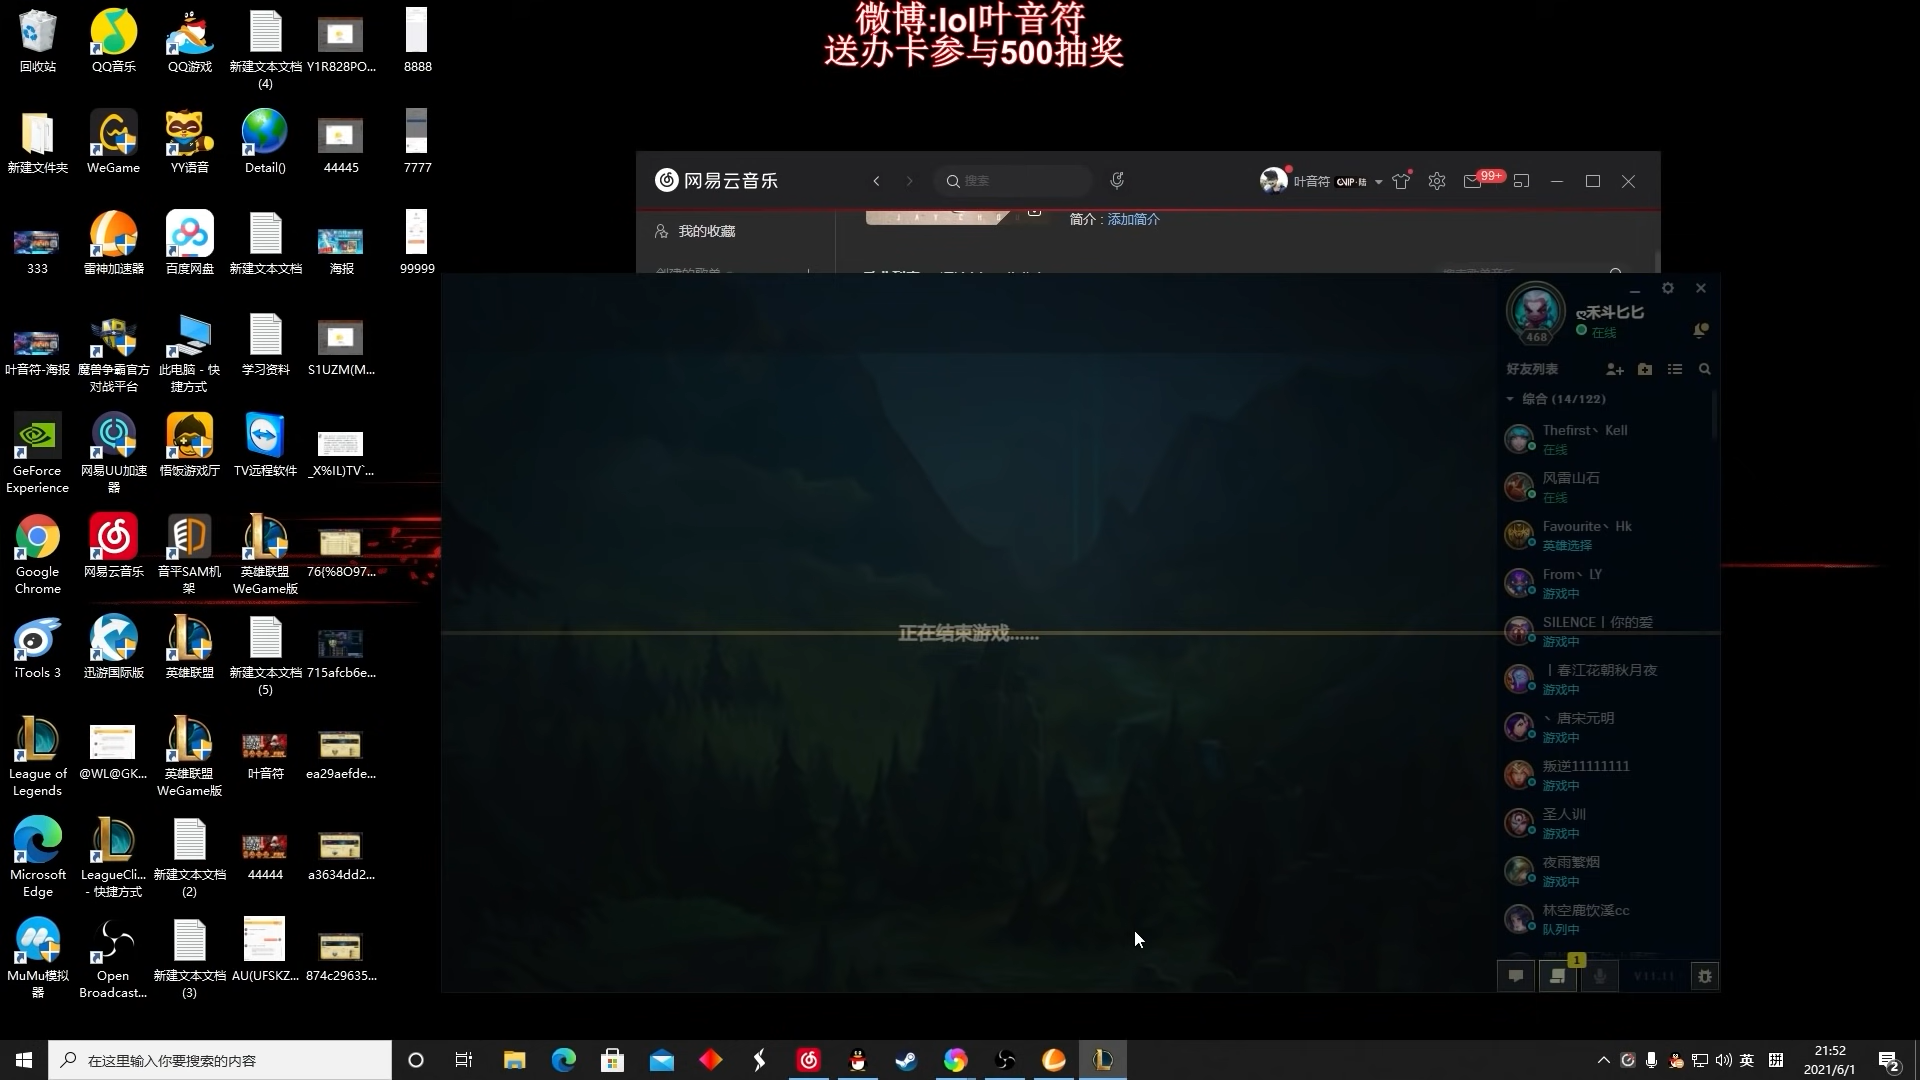 微博:lol叶音符
送办卡参与500抽奖
回收站
QQ音乐
QQ游戏
新建文本文档
(4)
Y1R828PO...
8888
新建文件夹
WeGame
YY语音
Detail()
44445
7777
333
雷神加速器
百度网盘
新建文本文档
海报
99999
叶音符-海报
魔兽争霸官方
对战平台
此电脑 - 快
捷方式
学习资料
S1UZM(M...
GeForce
Experience
网易UU加速
器
悟饭游戏厅
TV远程软件
_X%IL)TV`...
Google
Chrome
网易云音乐
音平SAM机
架
英雄联盟
WeGame版
76{%8O97...
iTools 3
迅游国际版
英雄联盟
新建文本文档
(5)
715afcb6e...
League of
Legends
@WL@GK...
英雄联盟
WeGame版
叶音符
ea29aefde...
Microsoft
Edge
LeagueCli...
- 快捷方式
新建文本文档
(2)
44444
a3634dd2...
MuMu模拟
器
Open
Broadcast...
新建文本文档
(3)
AU(UFSKZ...
874c29635...
网易云音乐
搜索
叶音符
99+
我的收藏
简介 : 添加简介
正在结束游戏......
468
禾斗匕匕
在线
好友列表
综合 (14/122)
Thefirst丶 Kell
在线
风雷山石
在线
Favourite丶 Hk
英雄选择
From丶 LY
游戏中
SILENCE丨你的爱
游戏中
丨春江花朝秋月夜
游戏中
丶唐宋元明
游戏中
叛逆11111111
游戏中
圣人训
游戏中
夜雨繁烟
游戏中
林空鹿饮溪cc
队列中
1
V11.11
在这里输入你要搜索的内容
英
拼
21:52
2021/6/1
2